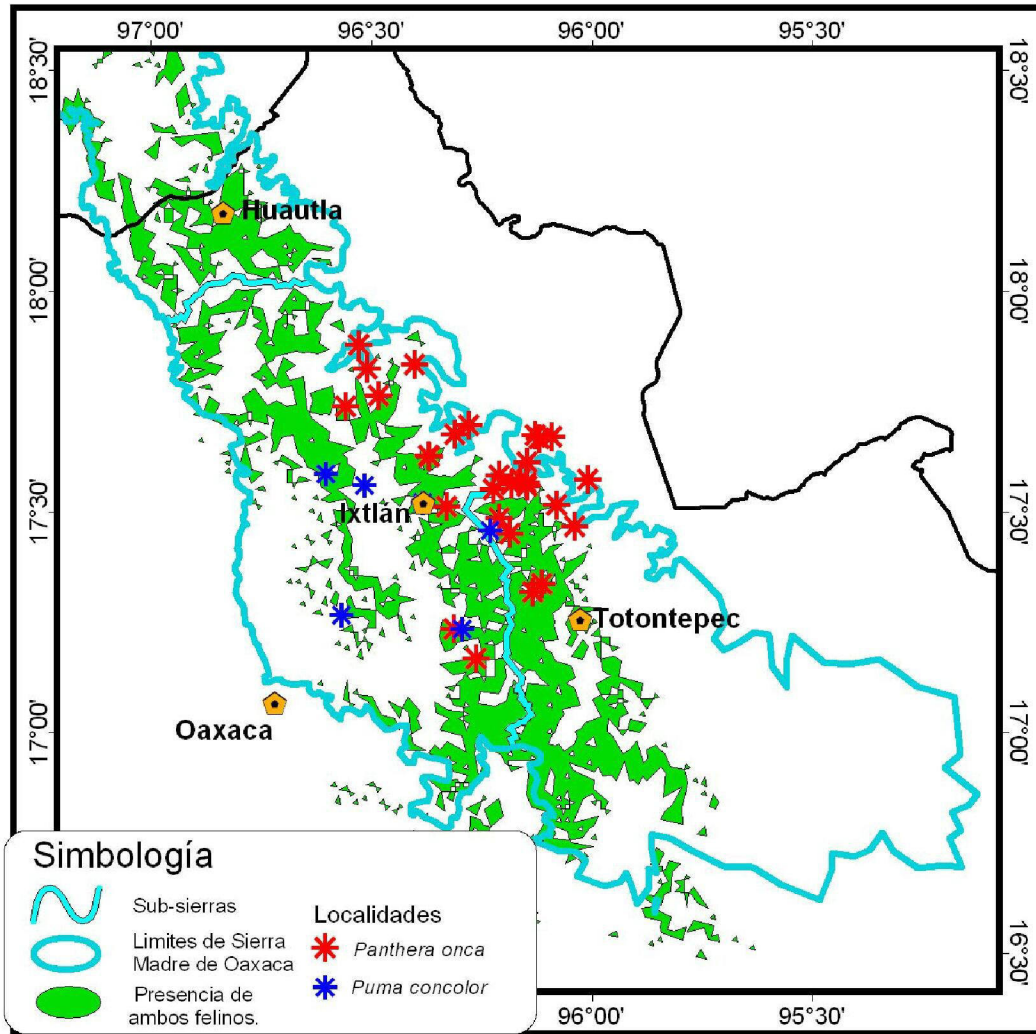 97°00' 96°30' 96°00' 95°30'
18°30' 18°30'
Huautla
18°00' 18°00'
Ixtlán
17°30' 17°30'
Totontepec
Oaxaca
17°00' 17°00'
16°30'
Simbología
Sub-sierras
Limites de Sierra
Madre de Oaxaca
Presencia de
ambos felinos.
Localidades
Panthera onca
Puma concolor
96°00' 95°30'